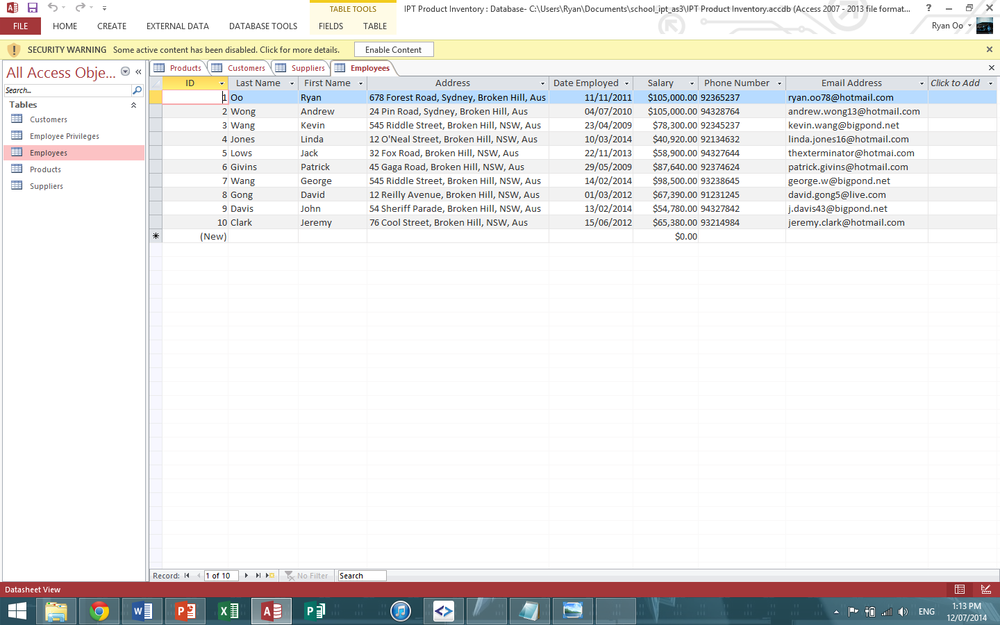 TABLE TOOLS IPT Product Inventory : Database- C:\Users\Ryan\Documents\school_ipt_as3\IPT Product Inventory.accdb (Access 2007 - 2013 file format... ?
FILE HOME CREATE EXTERNAL DATA DATABASE TOOLS FIELDS TABLE Ryan Oo
SECURITY WARNING Some active content has been disabled. Click for more details. Enable Content
All Access Obje... «
Search...
Tables
Customers
Employee Privileges
Employees
Products
Suppliers
Products Customers Suppliers Employees
ID Last Name First Name Address Date Employed Salary Phone Number Email Address Click to Add
1 Oo Ryan 678 Forest Road, Sydney, Broken Hill, Aus 11/11/2011 $105,000.00 92365237 ryan.oo78@hotmail.com
2 Wong Andrew 24 Pin Road, Sydney, Broken Hill, Aus 04/07/2010 $105,000.00 94328764 andrew.wong13@hotmail.com
3 Wang Kevin 545 Riddle Street, Broken Hill, NSW, Aus 23/04/2009 $78,300.00 92345237 kevin.wang@bigpond.net
4 Jones Linda 12 O'Neal Street, Broken Hill, NSW, Aus 10/03/2014 $40,920.00 92134632 linda.jones16@hotmail.com
5 Lows Jack 32 Fox Road, Broken Hill, NSW, Aus 22/11/2013 $58,900.00 94327644 thexterminator@hotmai.com
6 Givins Patrick 45 Gaga Road, Broken Hill, NSW, Aus 29/05/2009 $87,640.00 92374624 patrick.givins@hotmail.com
7 Wang George 545 Riddle Street, Broken Hill, NSW, Aus 14/02/2014 $98,500.00 93238645 george.w@bigpond.net
8 Gong David 12 Reilly Avenue, Broken Hill, NSW, Aus 01/03/2012 $67,390.00 91231245 david.gong5@live.com
9 Davis John 54 Sheriff Parade, Broken Hill, NSW, Aus 13/02/2014 $54,780.00 94327842 j.davis43@bigpond.net
10 Clark Jeremy 76 Cool Street, Broken Hill, NSW, Aus 15/06/2012 $65,380.00 93214984 jeremy.clark@hotmail.com
(New) $0.00
Record: 1 of 10 No Filter Search
Datasheet View
ENG 1:13 PM
12/07/2014